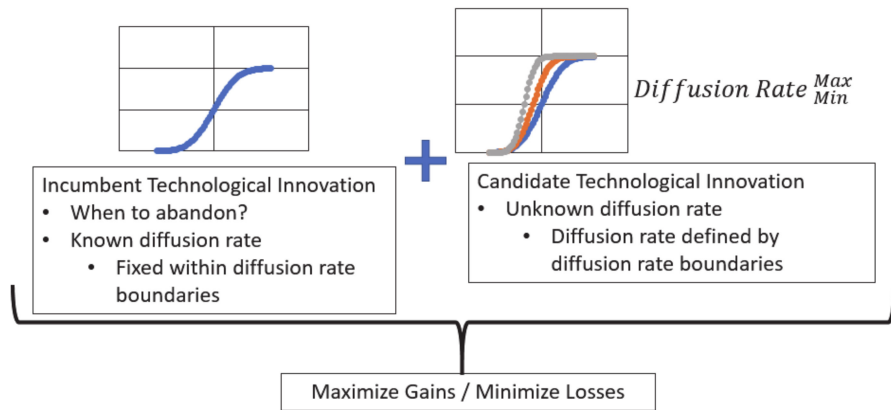 Diffusion Rate Max
Min
+
Incumbent Technological Innovation
• When to abandon?
• Known diffusion rate
• Fixed within diffusion rate
boundaries
Candidate Technological Innovation
• Unknown diffusion rate
• Diffusion rate defined by
diffusion rate boundaries
Maximize Gains / Minimize Losses